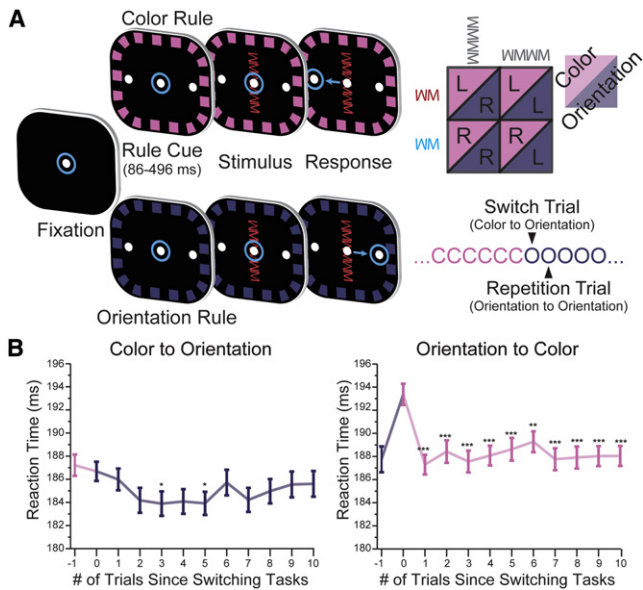 A
Color Rule
WMWM
WMWM
Color
Orientation
WM
L
R
L
R
WM
R
L
R
L
Rule Cue
(86-496 ms)
Stimulus
Response
Fixation
Orientation Rule
Switch Trial
(Color to Orientation)
...CCCCCCOOOOO...
Repetition Trial
(Orientation to Orientation)
B
Color to Orientation
Reaction Time (ms)
196
194
192
190
188
186
184
182
180
* *
-1 0 1 2 3 4 5 6 7 8 9 10
# of Trials Since Switching Tasks
Orientation to Color
Reaction Time (ms)
196
194
192
190
188
186
184
182
180
*** *** *** *** *** ** *** *** *** ***
-1 0 1 2 3 4 5 6 7 8 9 10
# of Trials Since Switching Tasks